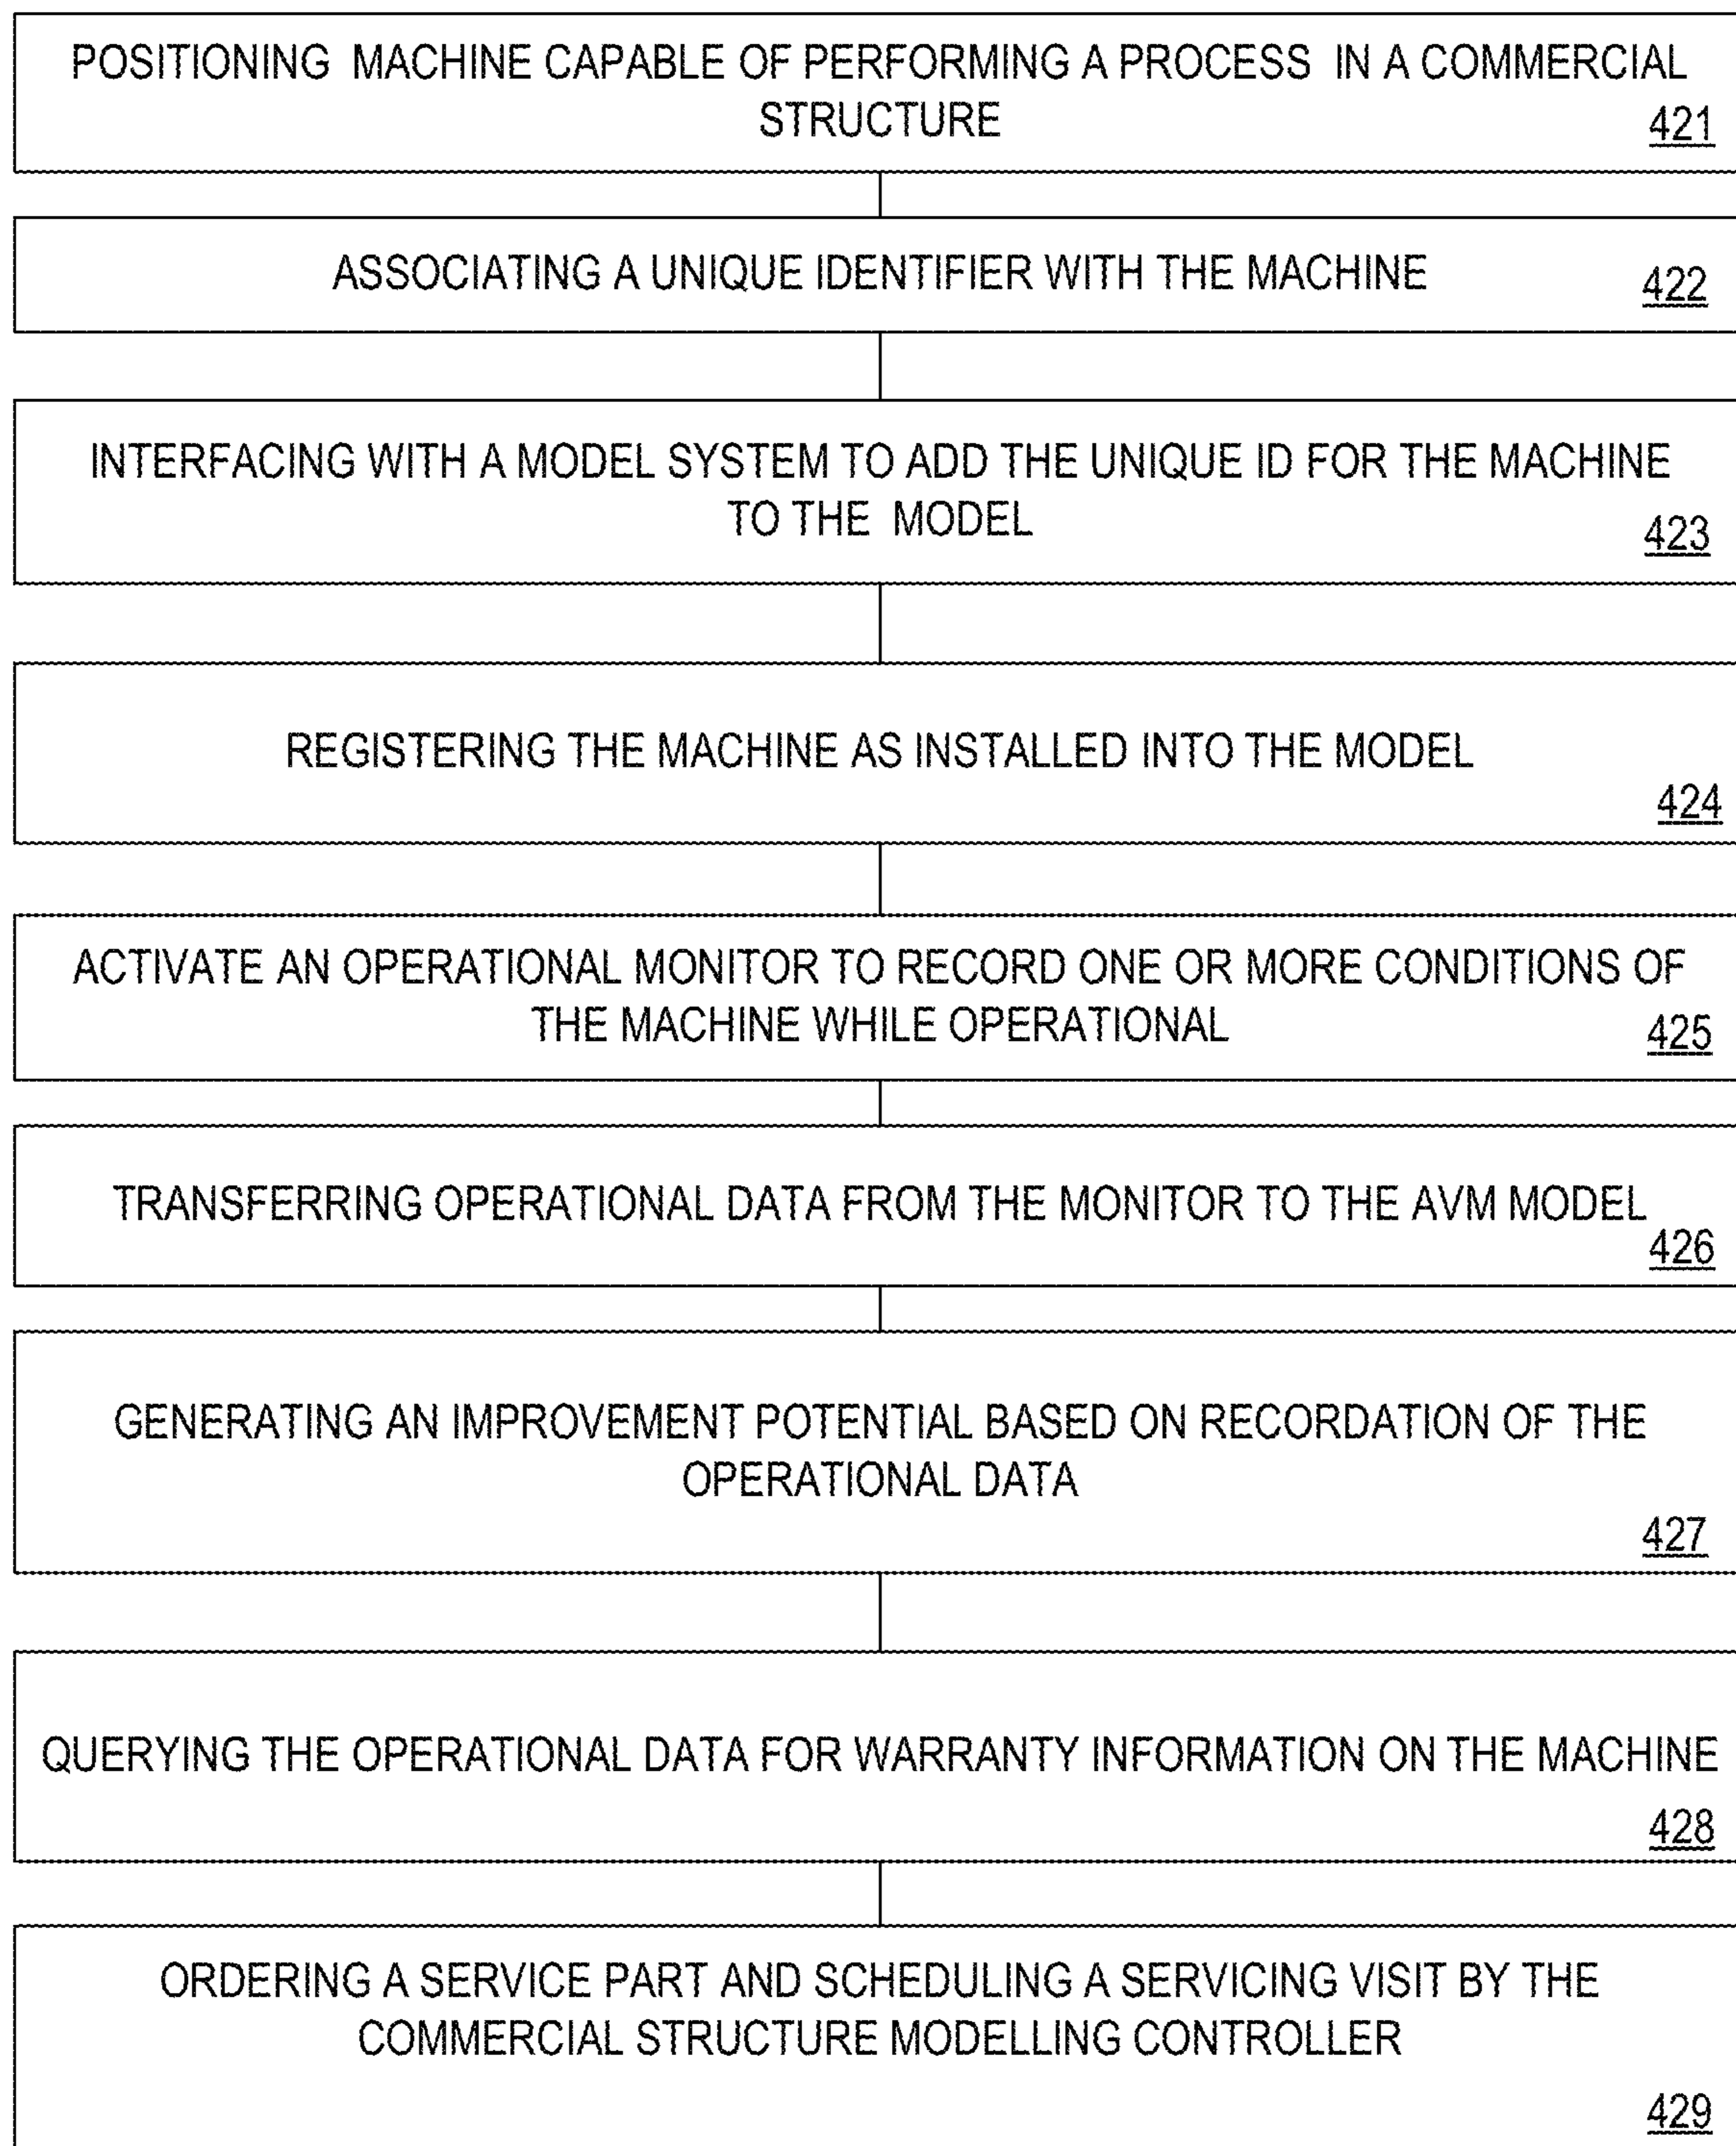 POSITIONING MACHINE CAPABLE OF PERFORMING A PROCESS IN A COMMERCIAL
STRUCTURE
421
ASSOCIATING A UNIQUE IDENTIFIER WITH THE MACHINE
422
INTERFACING WITH A MODEL SYSTEM TO ADD THE UNIQUE ID FOR THE MACHINE
TO THE MODEL
423
REGISTERING THE MACHINE AS INSTALLED INTO THE MODEL
424
ACTIVATE AN OPERATIONAL MONITOR TO RECORD ONE OR MORE CONDITIONS OF
THE MACHINE WHILE OPERATIONAL
425
TRANSFERRING OPERATIONAL DATA FROM THE MONITOR TO THE AVM MODEL
426
GENERATING AN IMPROVEMENT POTENTIAL BASED ON RECORDATION OF THE
OPERATIONAL DATA
427
QUERYING THE OPERATIONAL DATA FOR WARRANTY INFORMATION ON THE MACHINE
428
ORDERING A SERVICE PART AND SCHEDULING A SERVICING VISIT BY THE
COMMERCIAL STRUCTURE MODELLING CONTROLLER
429